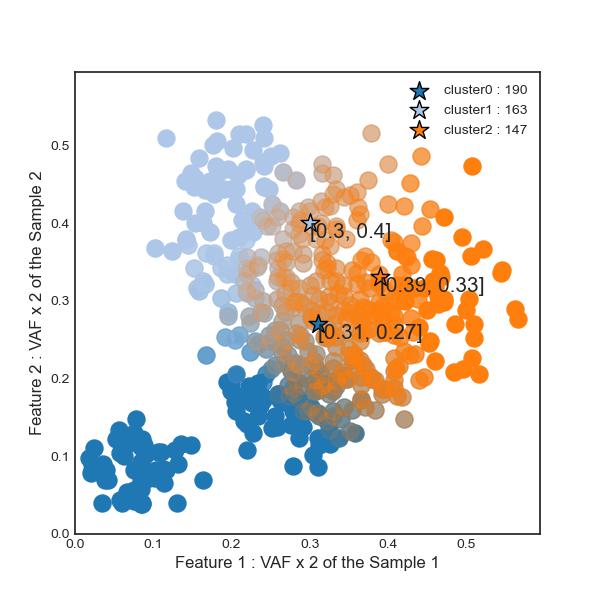 cluster0 : 190
cluster1 : 163
cluster2 : 147
0.5
0.4
0.3
0.2
0.1
0.0
[0.3, 0.4]
[0.39, 0.33]
[0.31, 0.27]
Feature 2 : VAF x 2 of the Sample 2
0.0 0.1 0.2 0.3 0.4 0.5
Feature 1 : VAF x 2 of the Sample 1